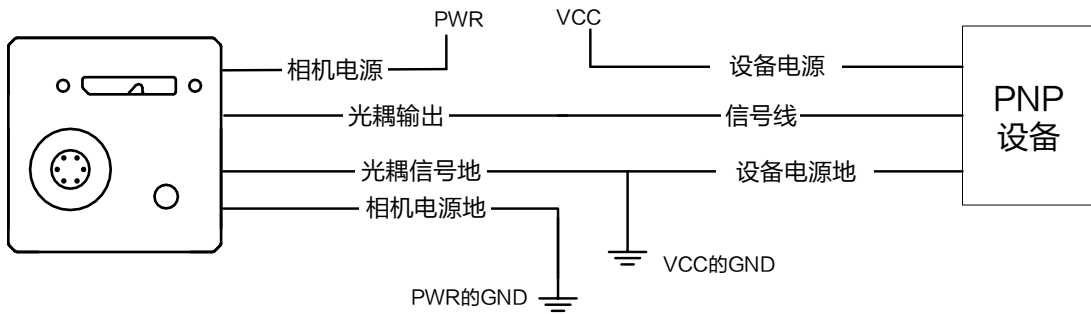 PWR
VCC
相机电源
设备电源
光耦输出
信号线
PNP
设备
光耦信号地
设备电源地
相机电源地
VCC的GND
PWR的GND